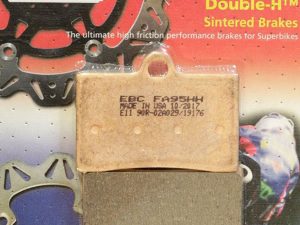 Double-H™
Sintered Brakes
The ultimate high friction performance brakes for Superbikes
EBC FA95HH
MADE IN USA 10/2017
E11 90R-02A029/19176